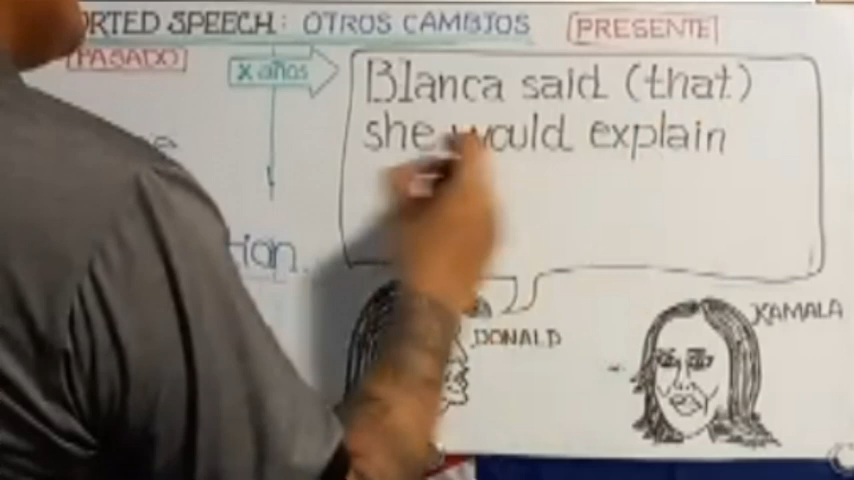 ORTED SPEECH: OTROS CAMBIOS
PRESENTE
PASADO
X años
Blanca said (that)
she would explain
DONALD
KAMALA